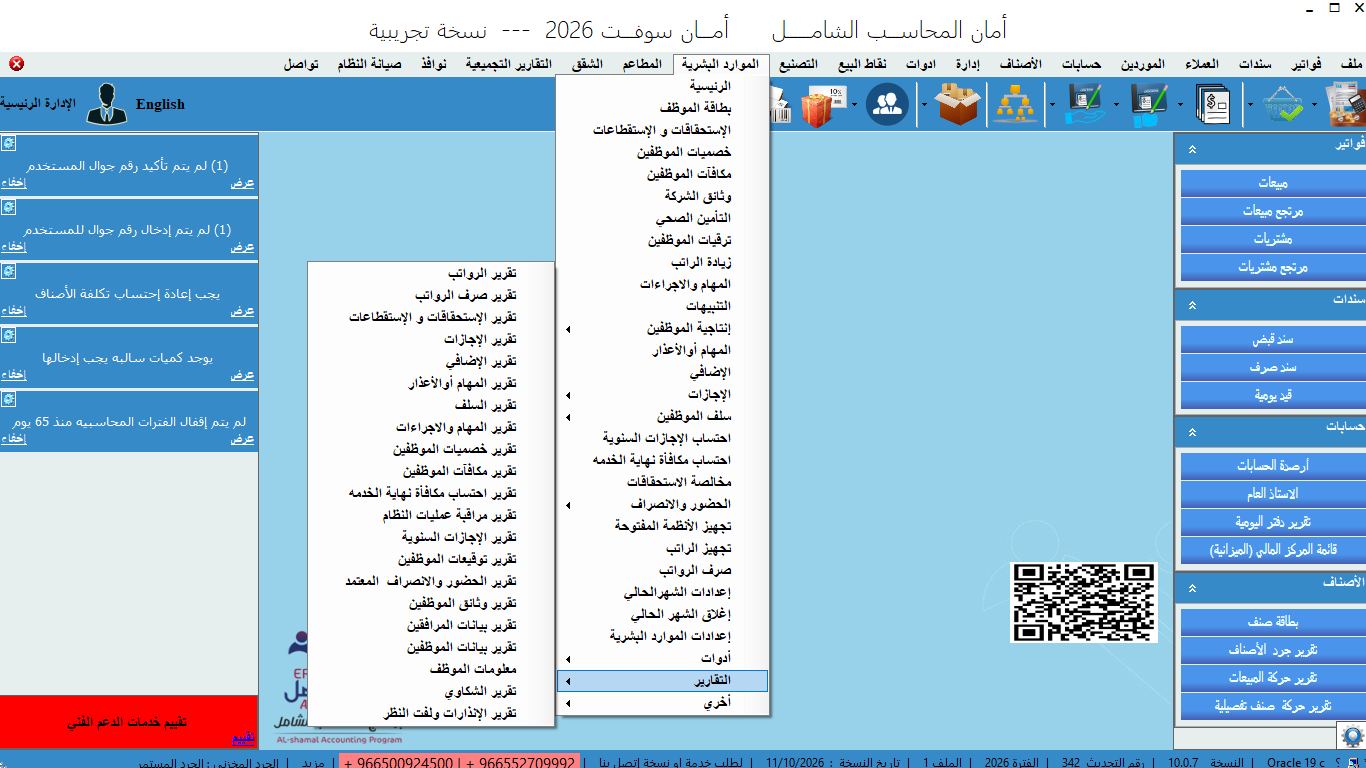 أمان المحاســب الشامــــل أمــان سوفــت 2026 --- نسخة تجريبية
ملف فواتير سندات العملاء الموردين حسابات الأصناف إدارة ادوات نقاط البيع التصنيع الموارد البشرية المطاعم الشقق التقارير التجميعية نوافذ صيانة النظام تواصل
الإدارة الرئيسية
English
10%
فواتير
مبيعات
مرتجع مبيعات
مشتريات
مرتجع مشتريات
سندات
سند قبض
سند صرف
قيد يومية
حسابات
أرصدة الحسابات
الاستاذ العام
تقرير دفتر اليومية
قائمة المركز المالي (الميزانية)
الأصناف
بطاقة صنف
تقرير جرد الأصناف
تقرير حركة المبيعات
تقرير حركة صنف تفصيلية
الرئيسية
بطاقة الموظف
الإستحقاقات و الإستقطاعات
خصميات الموظفين
مكافآت الموظفين
وثائق الشركة
التأمين الصحي
ترقيات الموظفين
زيادة الراتب
المهام والاجراءات
التنبيهات
إنتاجية الموظفين
المهام أوالأعذار
الإضافي
الإجازات
سلف الموظفين
احتساب الإجازات السنوية
احتساب مكافأة نهاية الخدمه
مخالصة الاستحقاقات
الحضور والانصراف
تجهيز الأنظمة المفتوحة
تجهيز الراتب
صرف الرواتب
إعدادات الشهرالحالي
إغلاق الشهر الحالي
إعدادات الموارد البشرية
أدوات
التقارير
أخري
تقرير الرواتب
تقرير صرف الرواتب
تقرير الإستحقاقات و الإستقطاعات
تقرير الإجازات
تقرير الإضافي
تقرير المهام أوالأعذار
تقرير السلف
تقرير المهام والاجراءات
تقرير خصميات الموظفين
تقرير مكافآت الموظفين
تقرير احتساب مكافأة نهاية الخدمه
تقرير مراقبة عمليات النظام
تقرير الإجازات السنوية
تقرير توقيعات الموظفين
تقرير الحضور والانصراف المعتمد
تقرير وثائق الموظفين
تقرير بيانات المرافقين
تقرير بيانات الموظفين
معلومات الموظف
تقرير الشكاوي
تقرير الإنذارات ولفت النظر
(1) لم يتم تأكيد رقم جوال المستخدم
عرض إخفاء
(1) لم يتم إدخال رقم جوال للمستخدم
عرض إخفاء
يجب إعادة إحتساب تكلفة الأصناف
عرض إخفاء
يوجد كميات سالبه يجب إدخالها
عرض إخفاء
لم يتم إقفال الفترات المحاسبيه منذ 65 يوم
عرض إخفاء
تقييم خدمات الدعم الفني
تقييم
AL-shamal Accounting Program
Oracle 19 c | النسخة 10.0.7 | رقم التحديث 342 | الفترة 2026 | الملف 1 | تاريخ النسخة : 11/10/2026 | لطلب خدمة او نسخة إتصل بنا | + 966500924500 | + 966552709992 | مزيد | الجرد المخزني : الجرد المستمر